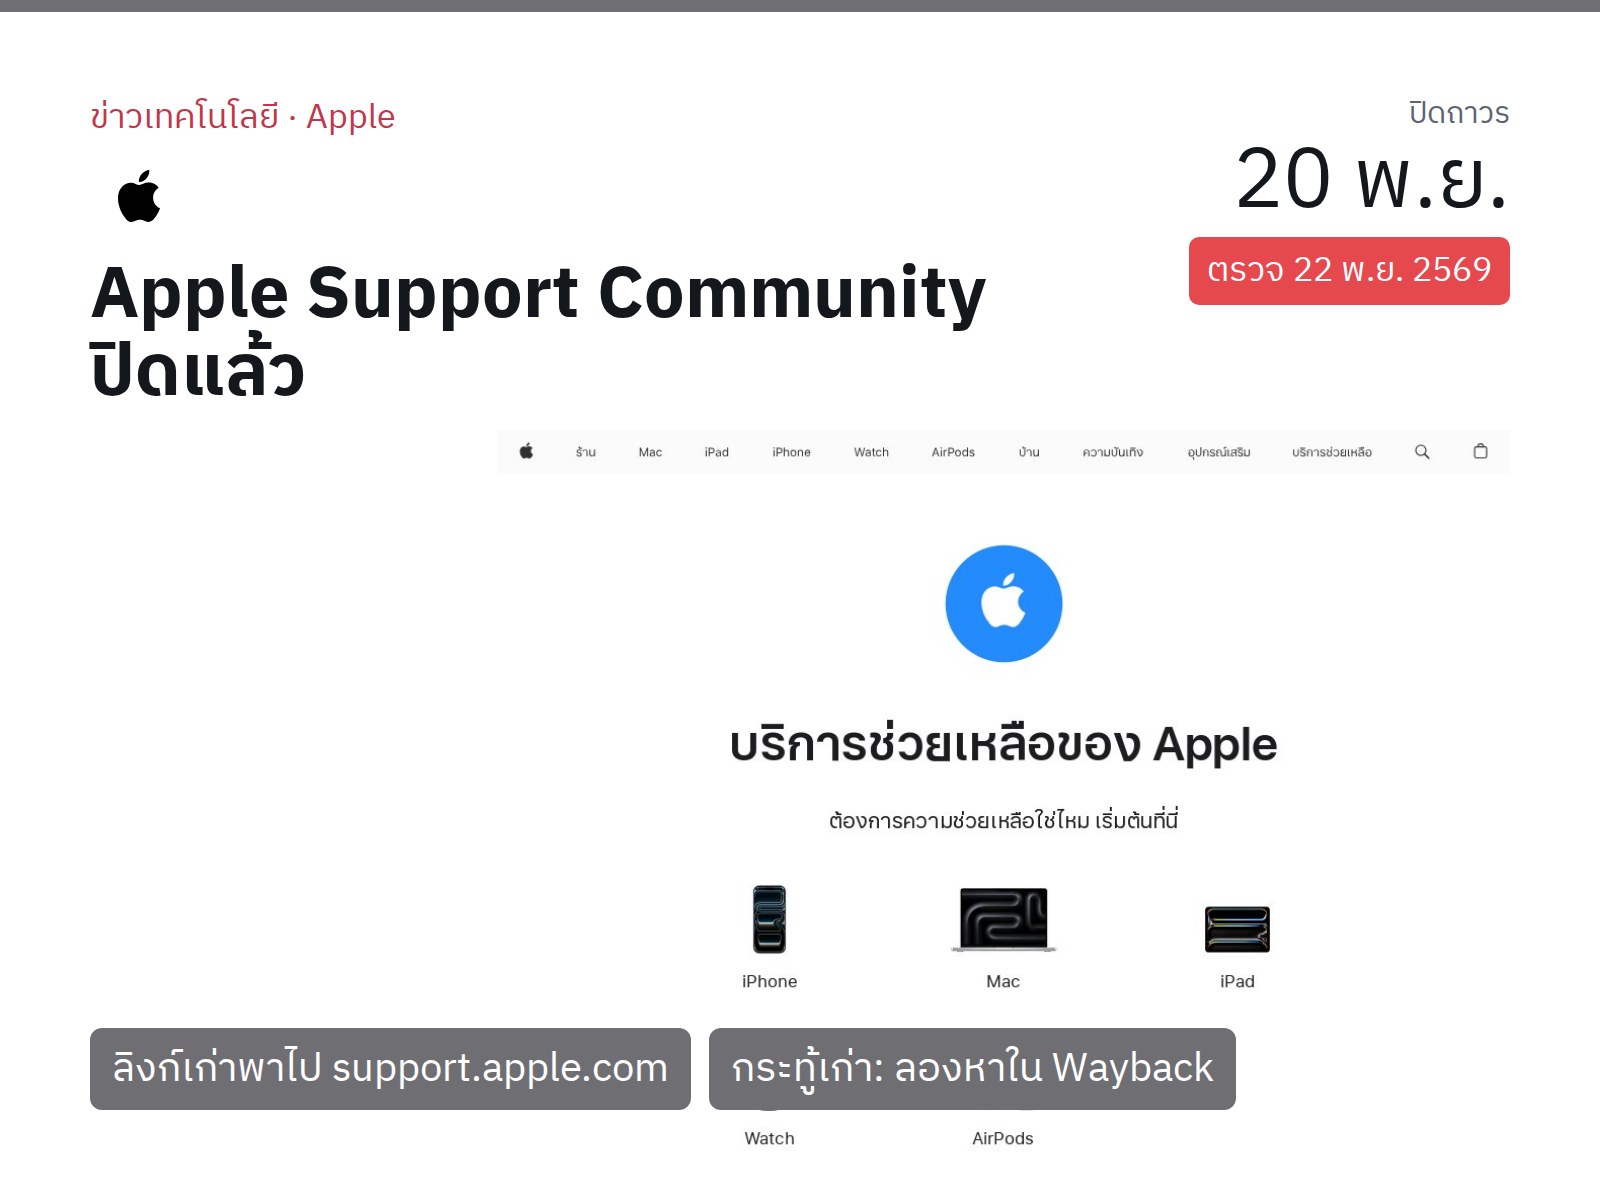 ข่าวเทคโนโลยี · Apple
ปิดถาวร
20 พ.ย.
ตรวจ 22 พ.ย. 2569
Apple Support Community
ปิดแล้ว
ร้าน Mac iPad iPhone Watch AirPods บ้าน ความบันเทิง อุปกรณ์เสริม บริการช่วยเหลือ
บริการช่วยเหลือของ Apple
ต้องการความช่วยเหลือใช่ไหม เริ่มต้นที่นี่
iPhone Mac iPad
ลิงก์เก่าพาไป support.apple.com
กระทู้เก่า: ลองหาใน Wayback
Watch AirPods